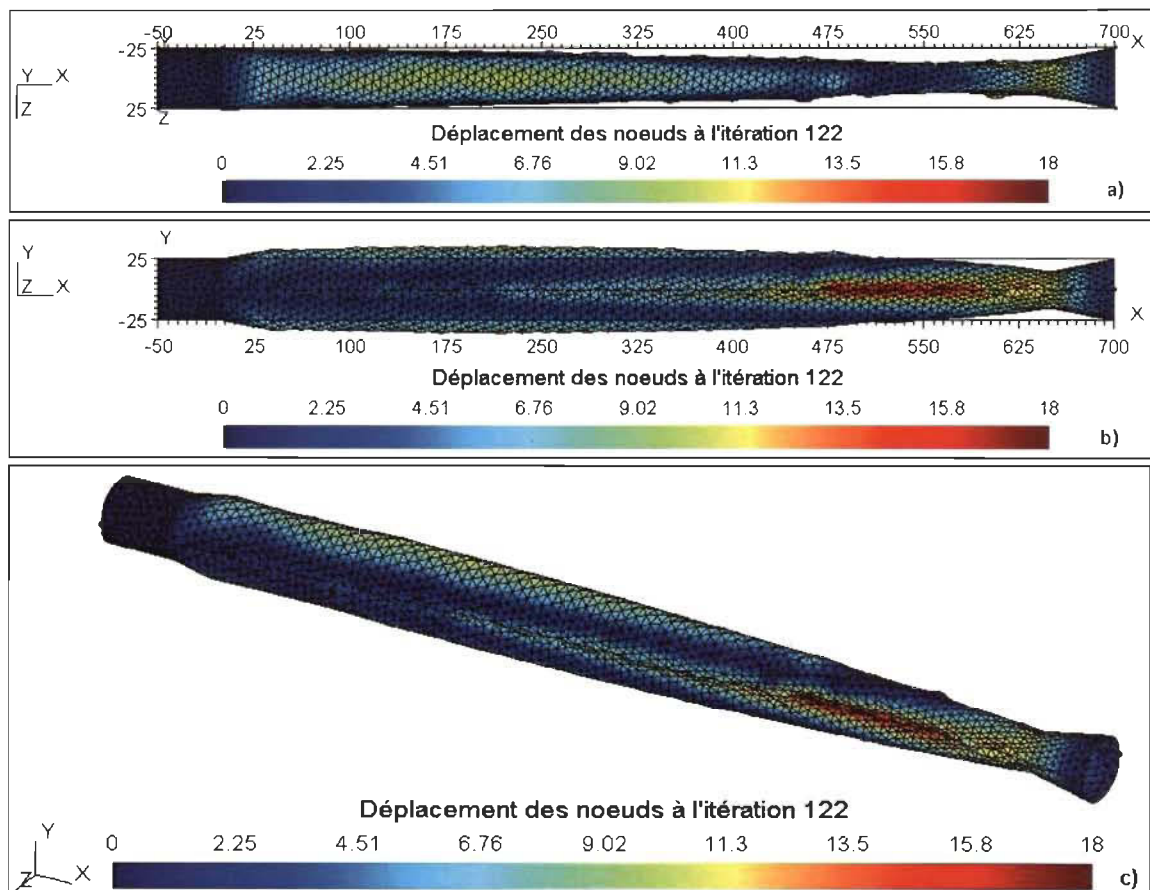 -50 25 100 175 250 325 400 475 550 625 700
Y
X
-25
Y X
Z
25
Z
Déplacement des noeuds à l'itération 122
0 2.25 4.51 6.76 9.02 11.3 13.5 15.8 18
a)
Y
Y
25
Z X
X
-25
-50 25 100 175 250 325 400 475 550 625 700
Déplacement des noeuds à l'itération 122
0 2.25 4.51 6.76 9.02 11.3 13.5 15.8 18
b)
Déplacement des noeuds à l'itération 122
Y
0 2.25 4.51 6.76 9.02 11.3 13.5 15.8 18
Z X
c)